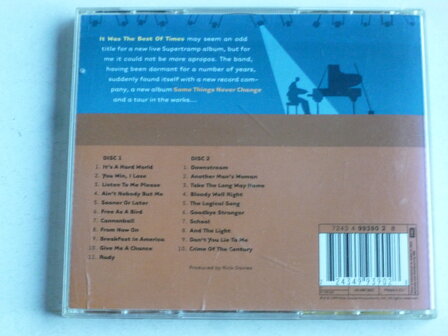 It Was The Best Of Times may seem an odd
title for a new live Supertramp album, but for
me it could not be more apropos. The band,
having been dormant for a number of years,
suddenly found itself with a new record com-
pany, a new album Some Things Never Change
and a tour in the works...
DISC 1
1. It's A Hard World
2. You Win, I Lose
3. Listen To Me Please
4. Ain't Nobody But Me
5. Sooner Or Later
6. Free As A Bird
7. Cannonball
8. From Now On
9. Breakfast In America
10. Give Me A Chance
11. Rudy
DISC 2
1. Downstream
2. Another Man's Woman
3. Take The Long Way Home
4. Bloody Well Right
5. The Logical Song
6. Goodbye Stranger
7. School
8. And The Light
9. Don't You Lie To Me
10. Crime Of The Century
Produced by Rick Davies
7243 4 99390 2 8